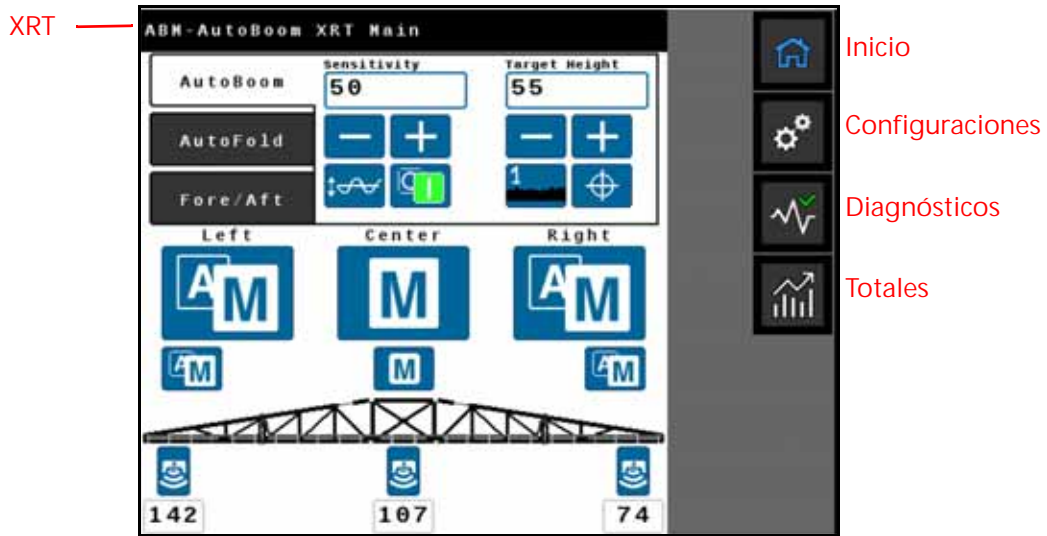 XRT
ABM-AutoBoom XRT Main
Inicio
Sensitivity
Target Height
AutoBoom
50
55
AutoFold
Configuraciones
Fore/Aft
1
Diagnósticos
Left
Center
Right
A M
M
A M
Totales
A M
M
A M
142
107
74